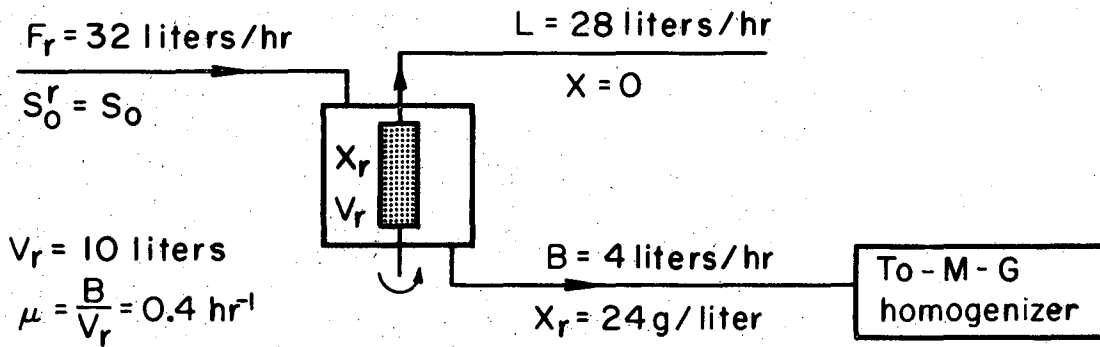 F_r = 32 liters/hr
S_0^r = S_0
L = 28 liters/hr
X = 0
X_r
V_r
V_r = 10 liters
μ = B/V_r = 0.4 hr⁻¹
B = 4 liters/hr
X_r = 24 g/liter
To-M-G
homogenizer